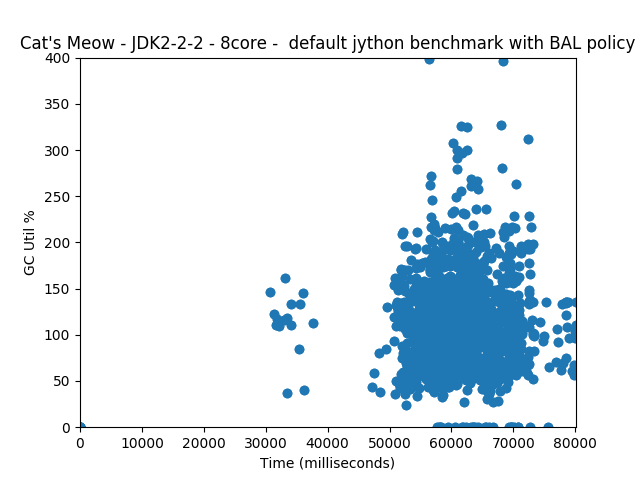 Cat's Meow - JDK2-2-2 - 8core -  default jython benchmark with BAL policy
400
350
300
250
200
150
100
50
0
GC Util %
0 10000 20000 30000 40000 50000 60000 70000 80000
Time (milliseconds)